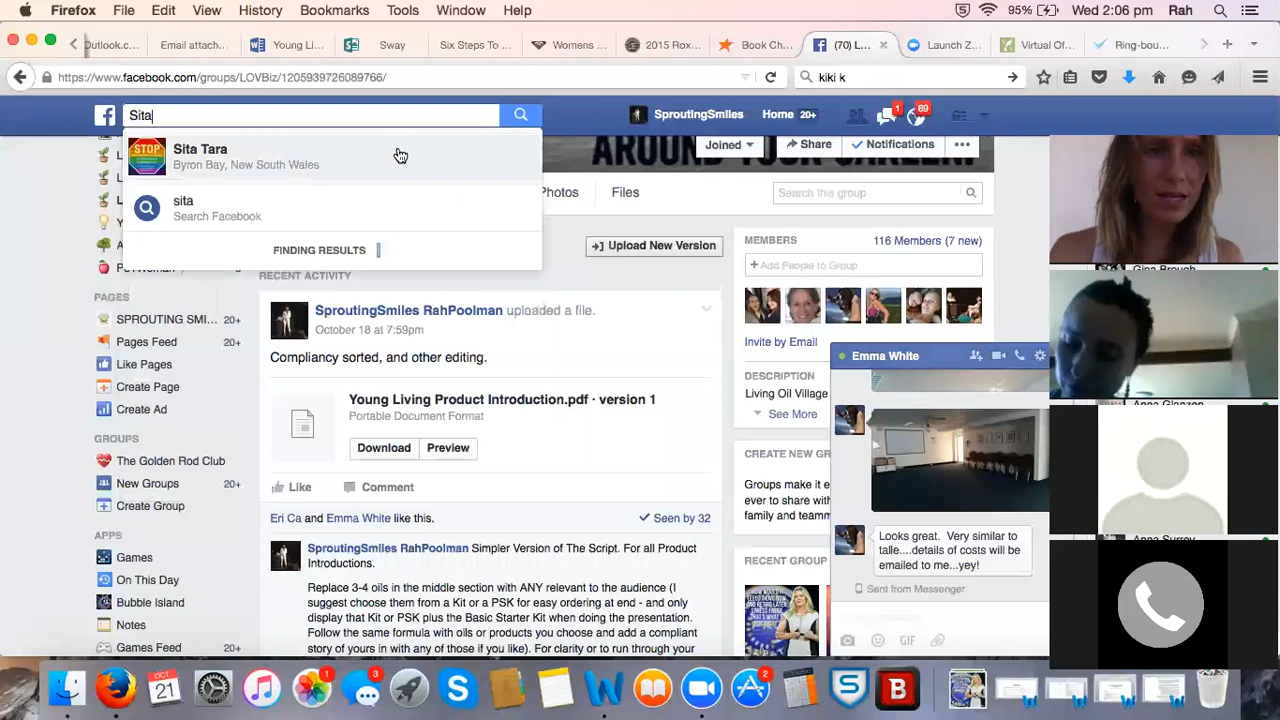 Firefox File Edit View History Bookmarks Tools Window Help
95% Wed 2:06 pm Rah
Outlook.c...
Email attach...
Young Li...
Sway
Six Steps To ...
Womens ...
2015 Rox...
Book Ch...
(70) L...
Launch Z...
Virtual Of...
Ring-bou...
https://www.facebook.com/groups/LOVBiz/1205939726089766/
kiki k
Sita
SproutingSmiles Home 20+
1
69
Sita Tara
Byron Bay, New South Wales
sita
Search Facebook
FINDING RESULTS
STOP
AROUND YOUR CAREER!
Joined Share Notifications
Photos Files
Search this group
Upload New Version
RECENT ACTIVITY
SproutingSmiles RahPoolman uploaded a file.
October 18 at 7:59pm
Compliancy sorted, and other editing.
Young Living Product Introduction.pdf · version 1
Portable Document Format
Download Preview
Like Comment
Eri Ca and Emma White like this.
Seen by 32
SproutingSmiles RahPoolman Simpler Version of The Script. For all Product
Introductions.
Replace 3-4 oils in the middle section with ANY relevant to the audience (I
suggest choose them from a Kit or a PSK for easy ordering at end - and only
display that Kit or PSK plus the Basic Starter Kit when doing the presentation.
Follow the same formula with oils or products you choose and add a compliant
story of yours in with any of those if you like). For clarity or to run through your
PAGES
SPROUTING SMI... 20+
Pages Feed 20+
Like Pages
Create Page
Create Ad
GROUPS
The Golden Rod Club
New Groups 20+
Create Group
APPS
Games
On This Day
Bubble Island
Notes
Games Feed 20+
MEMBERS
116 Members (7 new)
Add People to Group
Invite by Email
DESCRIPTION
Living Oil Village
See More
CREATE NEW GR
Groups make it e
ever to share with
family and teamm
RECENT GROUP
Emma White
Looks great. Very similar to
talle....details of costs will be
emailed to me...yey!
Sent from Messenger
GIF
Gina Brough
Anna Glanzon
Anna Surrey
OCT
21
3
2